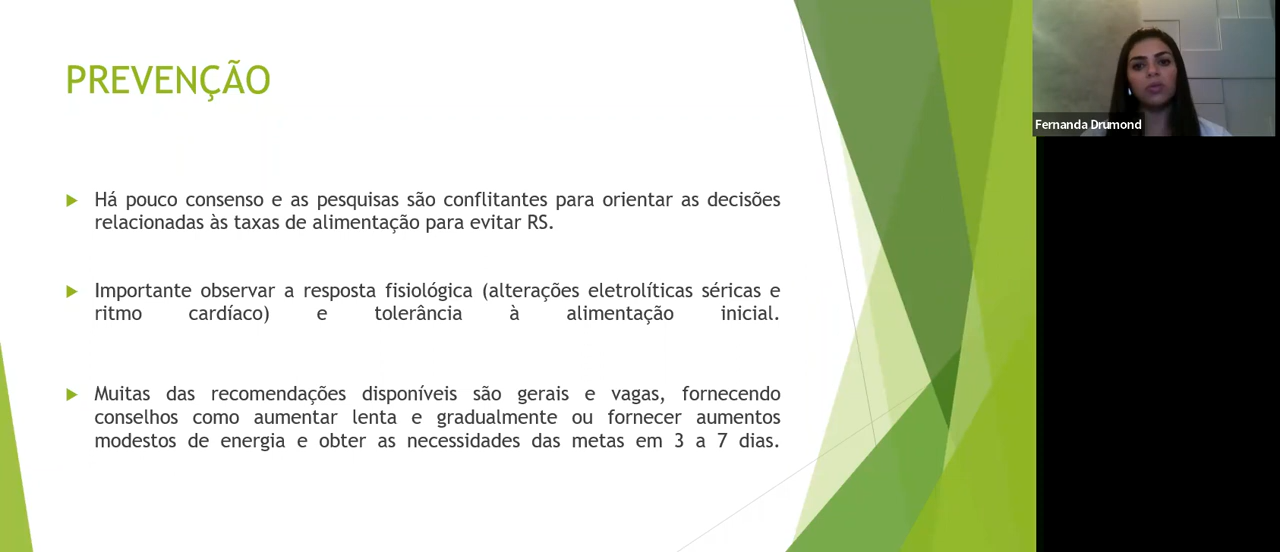 PREVENÇÃO
Há pouco consenso e as pesquisas são conflitantes para orientar as decisões
relacionadas às taxas de alimentação para evitar RS.
Importante observar a resposta fisiológica (alterações eletrolíticas séricas e
ritmo cardíaco) e tolerância à alimentação inicial.
Muitas das recomendações disponíveis são gerais e vagas, fornecendo
conselhos como aumentar lenta e gradualmente ou fornecer aumentos
modestos de energia e obter as necessidades das metas em 3 a 7 dias.
Fernanda Drumond